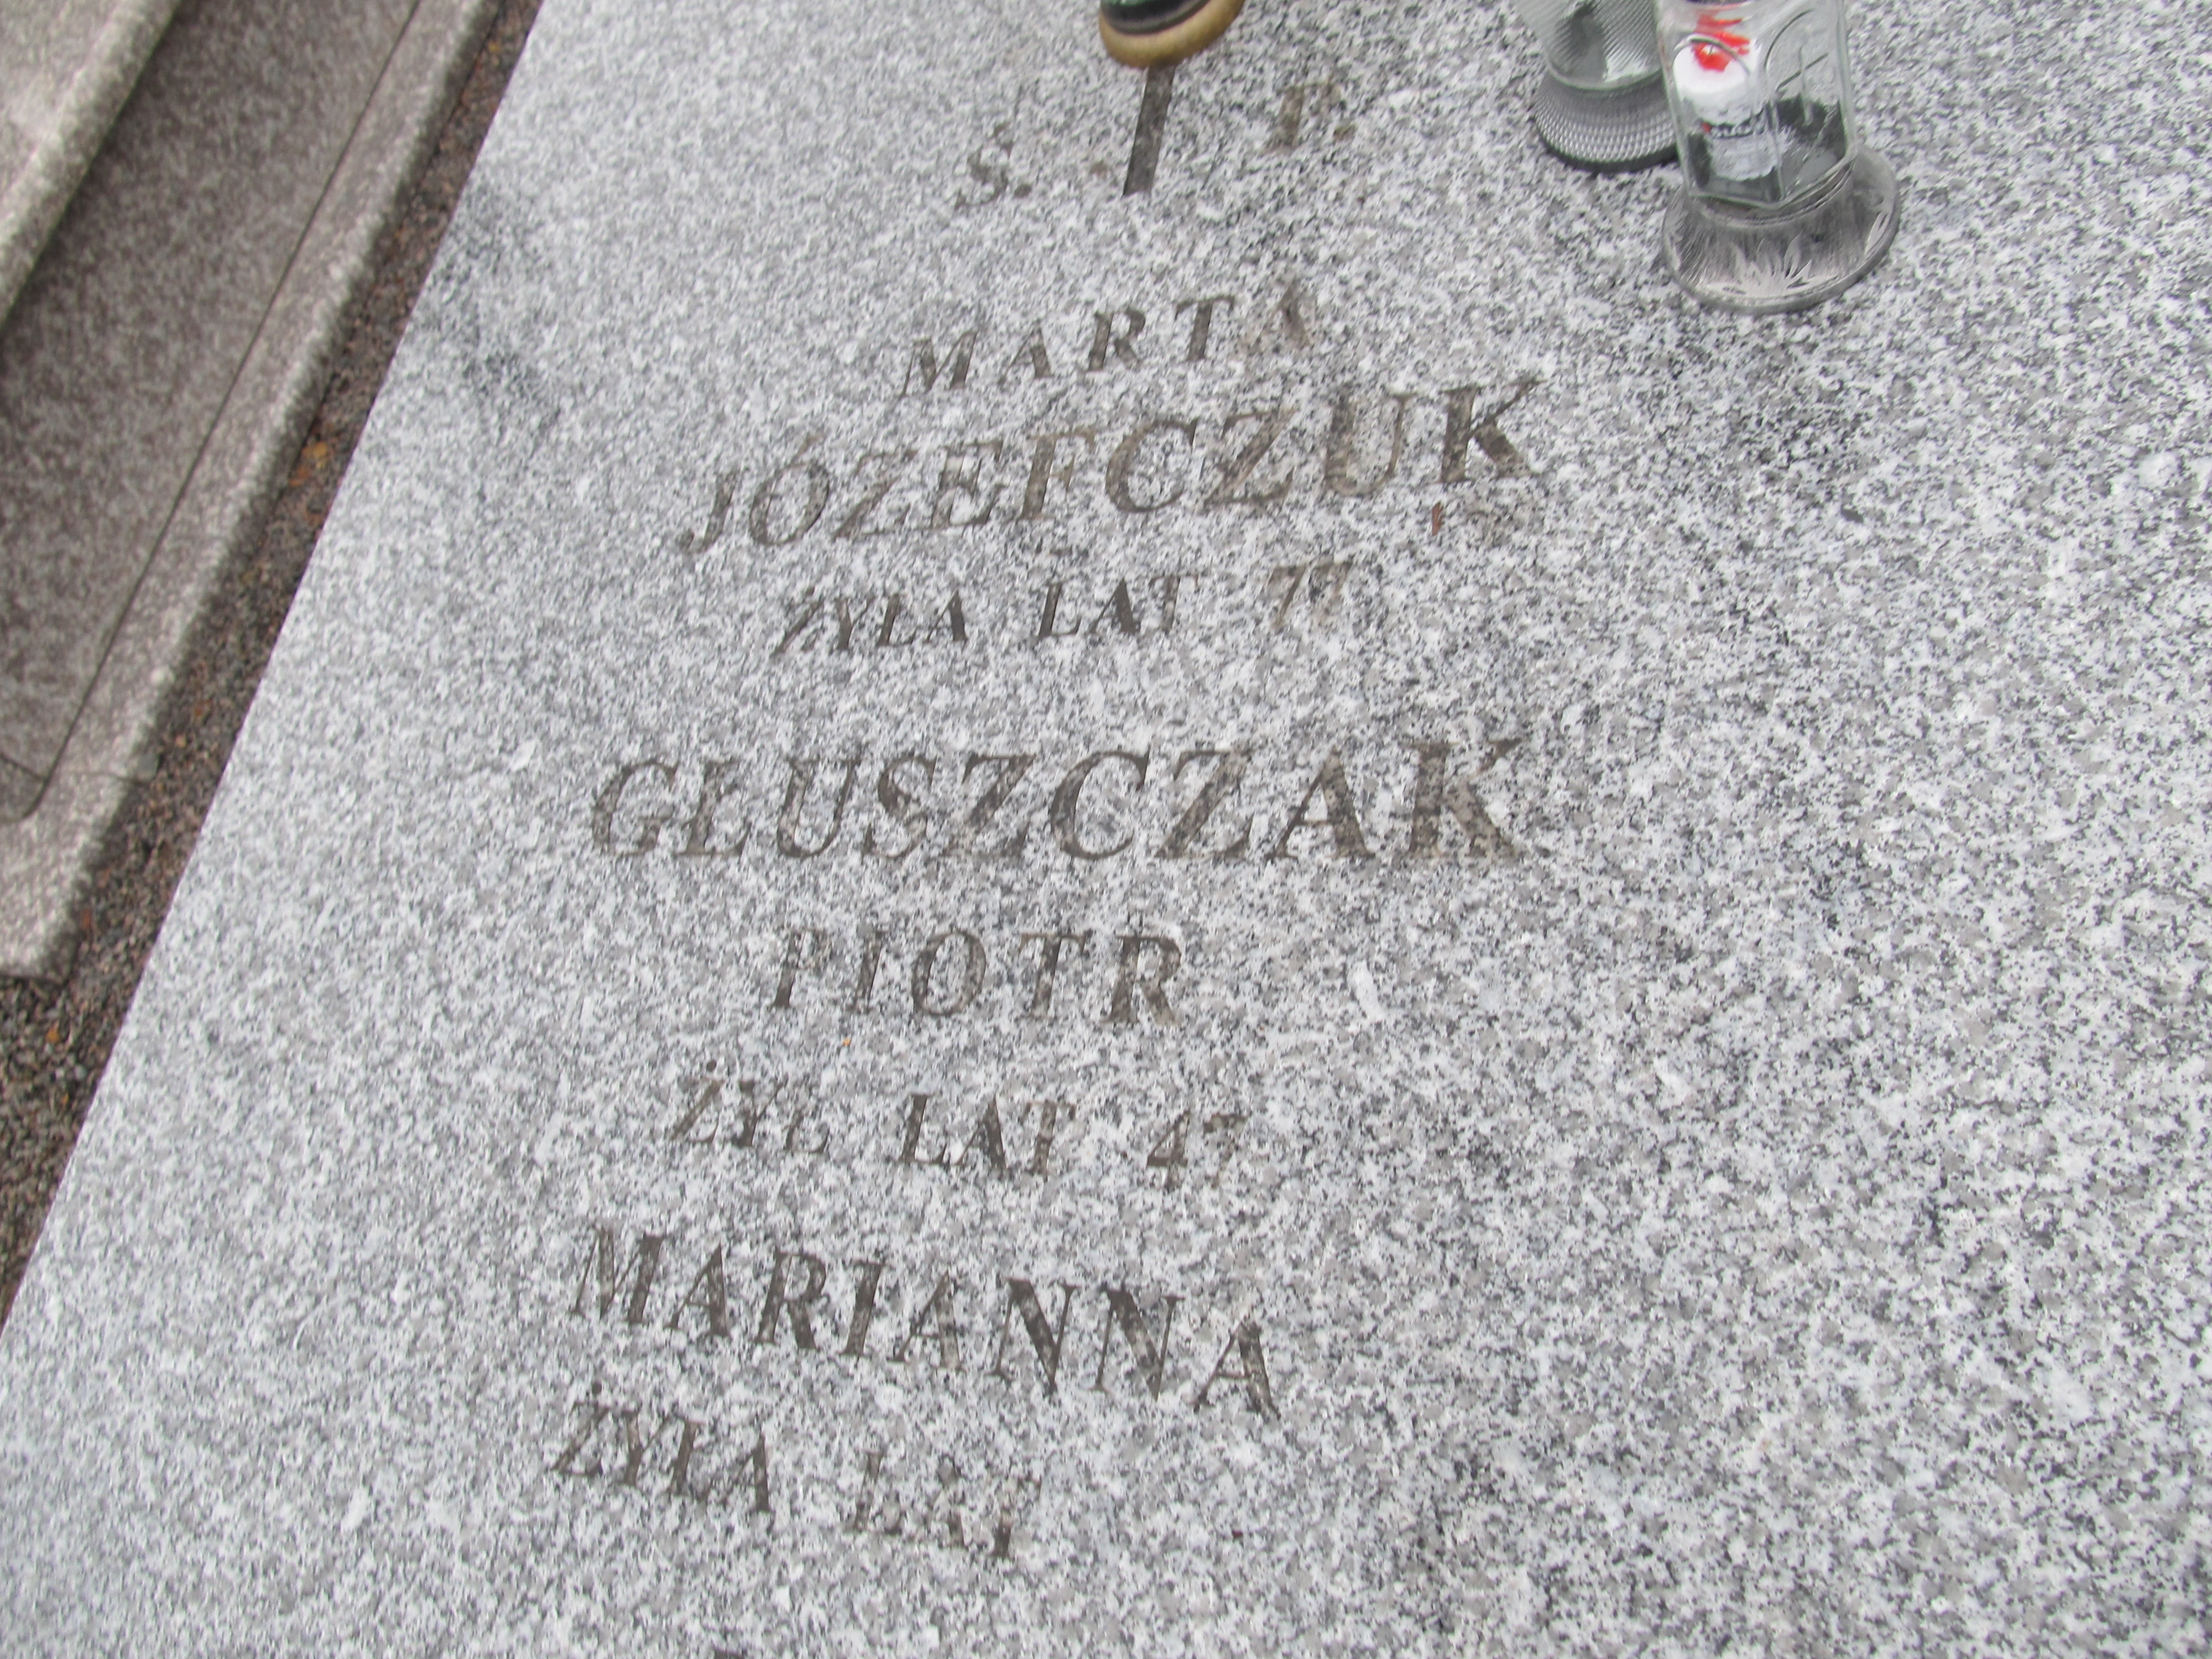 Ś. P.
MARTA
JÓZEFCZUK
ŻYŁA LAT 77
GŁUSZCZAK
PIOTR
ŻYŁ LAT 47
MARIANNA
ŻYŁA LAT